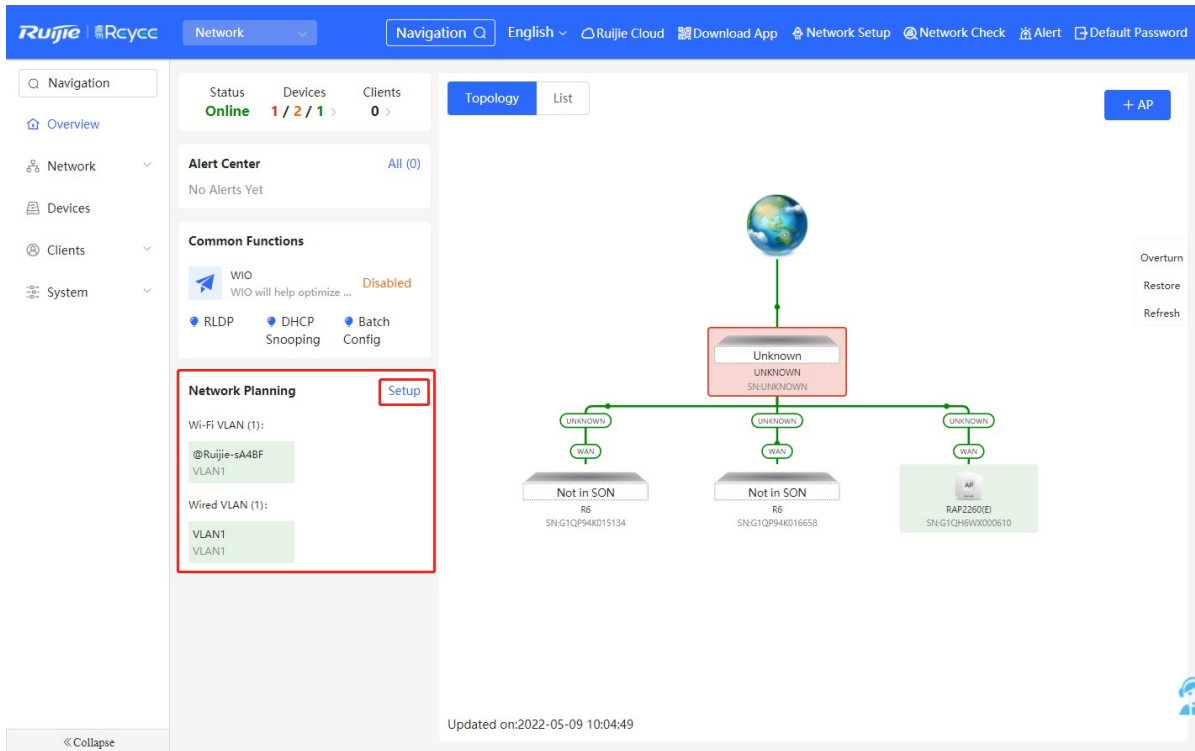 Ruijie | Reycc
Network
Navigation
English
Ruijie Cloud
Download App
Network Setup
Network Check
Alert
Default Password
Navigation
Overview
Network
Devices
Clients
System
«Collapse
Status Devices Clients
Online 1 / 2 / 1 > 0 >
Alert Center All (0)
No Alerts Yet
Common Functions
WIO
WIO will help optimize ...
Disabled
RLDP
DHCP
Snooping
Batch
Config
Network Planning Setup
Wi-Fi VLAN (1):
@Ruijie-sA4BF
VLAN1
Wired VLAN (1):
VLAN1
VLAN1
Topology List
+ AP
Overturn
Restore
Refresh
Unknown
UNKNOWN
SN:UNKNOWN
UNKNOWN UNKNOWN UNKNOWN
WAN WAN WAN
Not in SON
R6
SN:G1QP94K015134
Not in SON
R6
SN:G1QP94K016658
AP
RAP2260(E)
SN:G1QH6WX000610
Updated on:2022-05-09 10:04:49